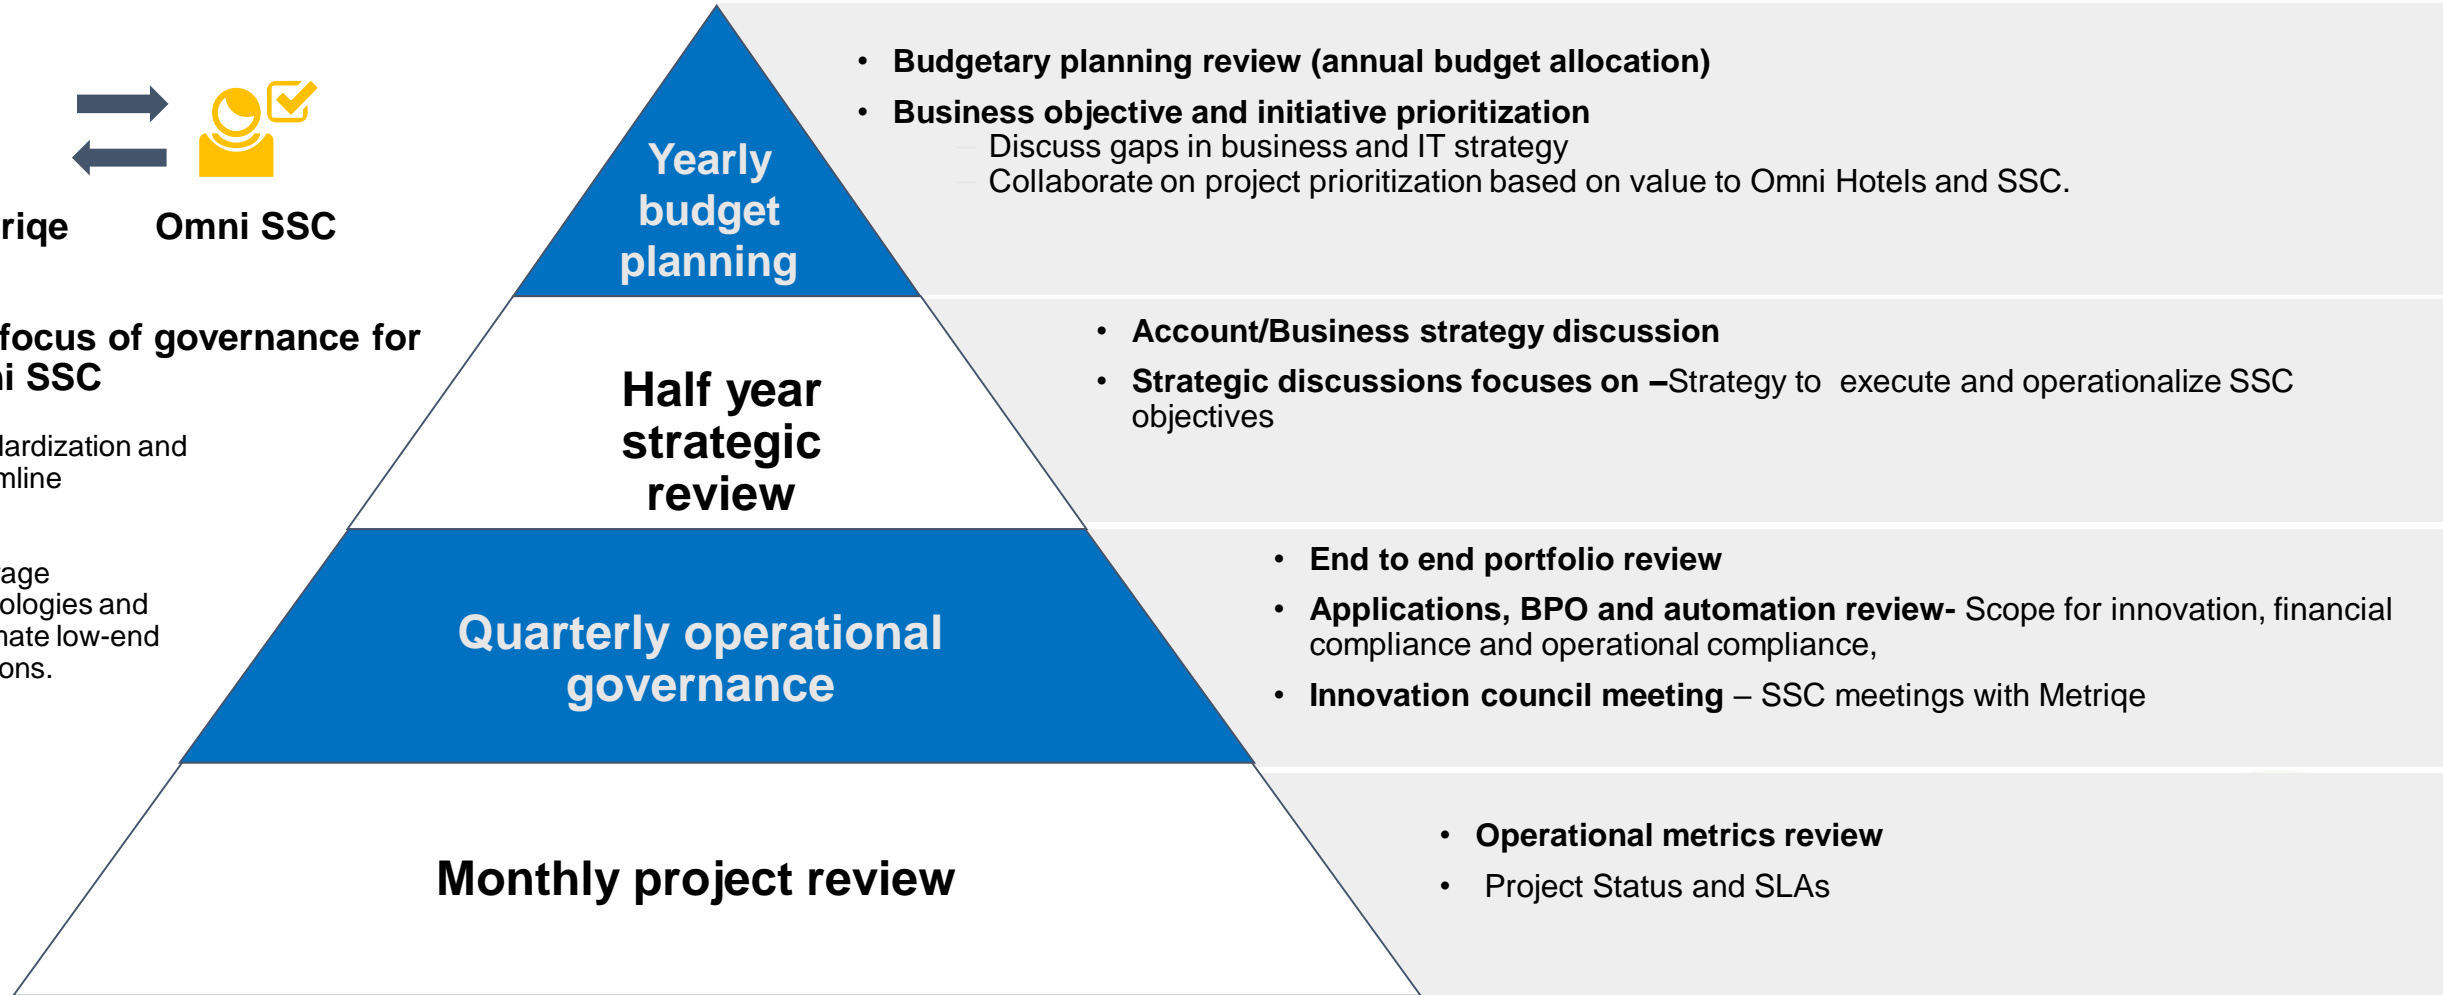 riqe
Omni SSC
focus of governance for
i SSC
ardization and
mline
age
ologies and
ate low-end
ons.
Yearly
budget
planning
• Budgetary planning review (annual budget allocation)
• Business objective and initiative prioritization
– Discuss gaps in business and IT strategy
– Collaborate on project prioritization based on value to Omni Hotels and SSC.
Half year
strategic
review
• Account/Business strategy discussion
• Strategic discussions focuses on –Strategy to execute and operationalize SSC
objectives
Quarterly operational
governance
• End to end portfolio review
• Applications, BPO and automation review- Scope for innovation, financial
compliance and operational compliance,
• Innovation council meeting – SSC meetings with Metriqe
Monthly project review
• Operational metrics review
• Project Status and SLAs